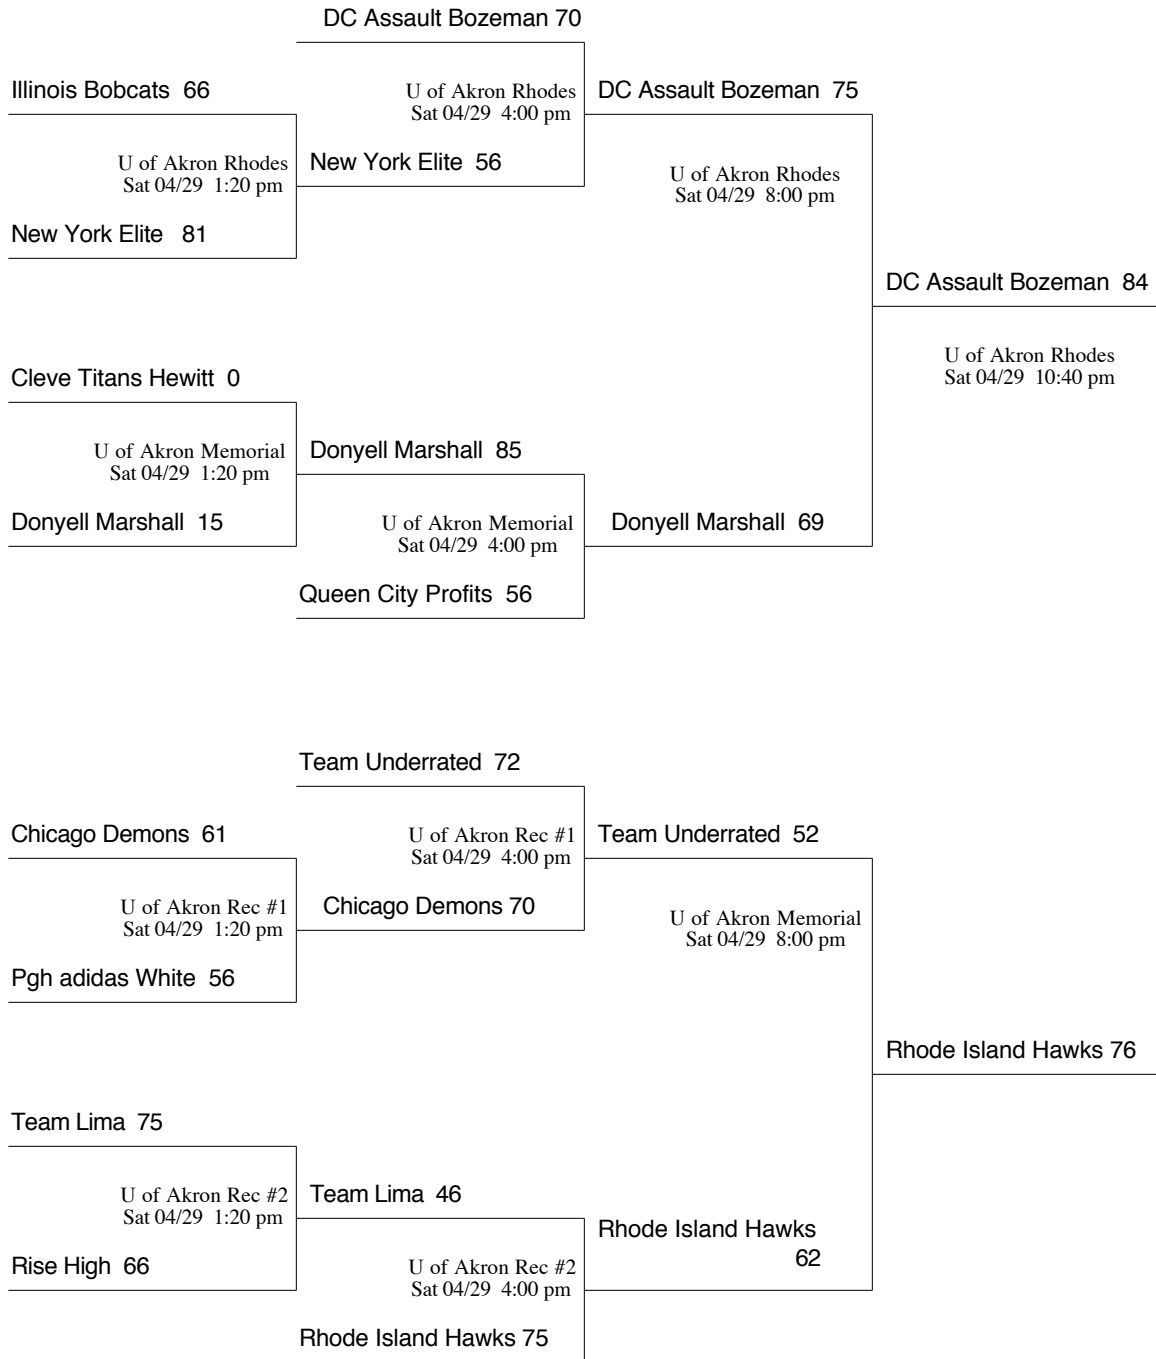 DC Assault Bozeman 70
Illinois Bobcats 66
U of Akron Rhodes
Sat 04/29 4:00 pm
DC Assault Bozeman 75
U of Akron Rhodes
Sat 04/29 1:20 pm
New York Elite 56
U of Akron Rhodes
Sat 04/29 8:00 pm
New York Elite 81
DC Assault Bozeman 84
U of Akron Rhodes
Sat 04/29 10:40 pm
Cleve Titans Hewitt 0
U of Akron Memorial
Sat 04/29 1:20 pm
Donyell Marshall 85
Donyell Marshall 15
U of Akron Memorial
Sat 04/29 4:00 pm
Donyell Marshall 69
Queen City Profits 56
Team Underrated 72
Chicago Demons 61
U of Akron Rec #1
Sat 04/29 4:00 pm
Team Underrated 52
U of Akron Rec #1
Sat 04/29 1:20 pm
Chicago Demons 70
U of Akron Memorial
Sat 04/29 8:00 pm
Pgh adidas White 56
Rhode Island Hawks 76
Team Lima 75
U of Akron Rec #2
Sat 04/29 1:20 pm
Team Lima 46
Rhode Island Hawks
62
Rise High 66
U of Akron Rec #2
Sat 04/29 4:00 pm
Rhode Island Hawks 75